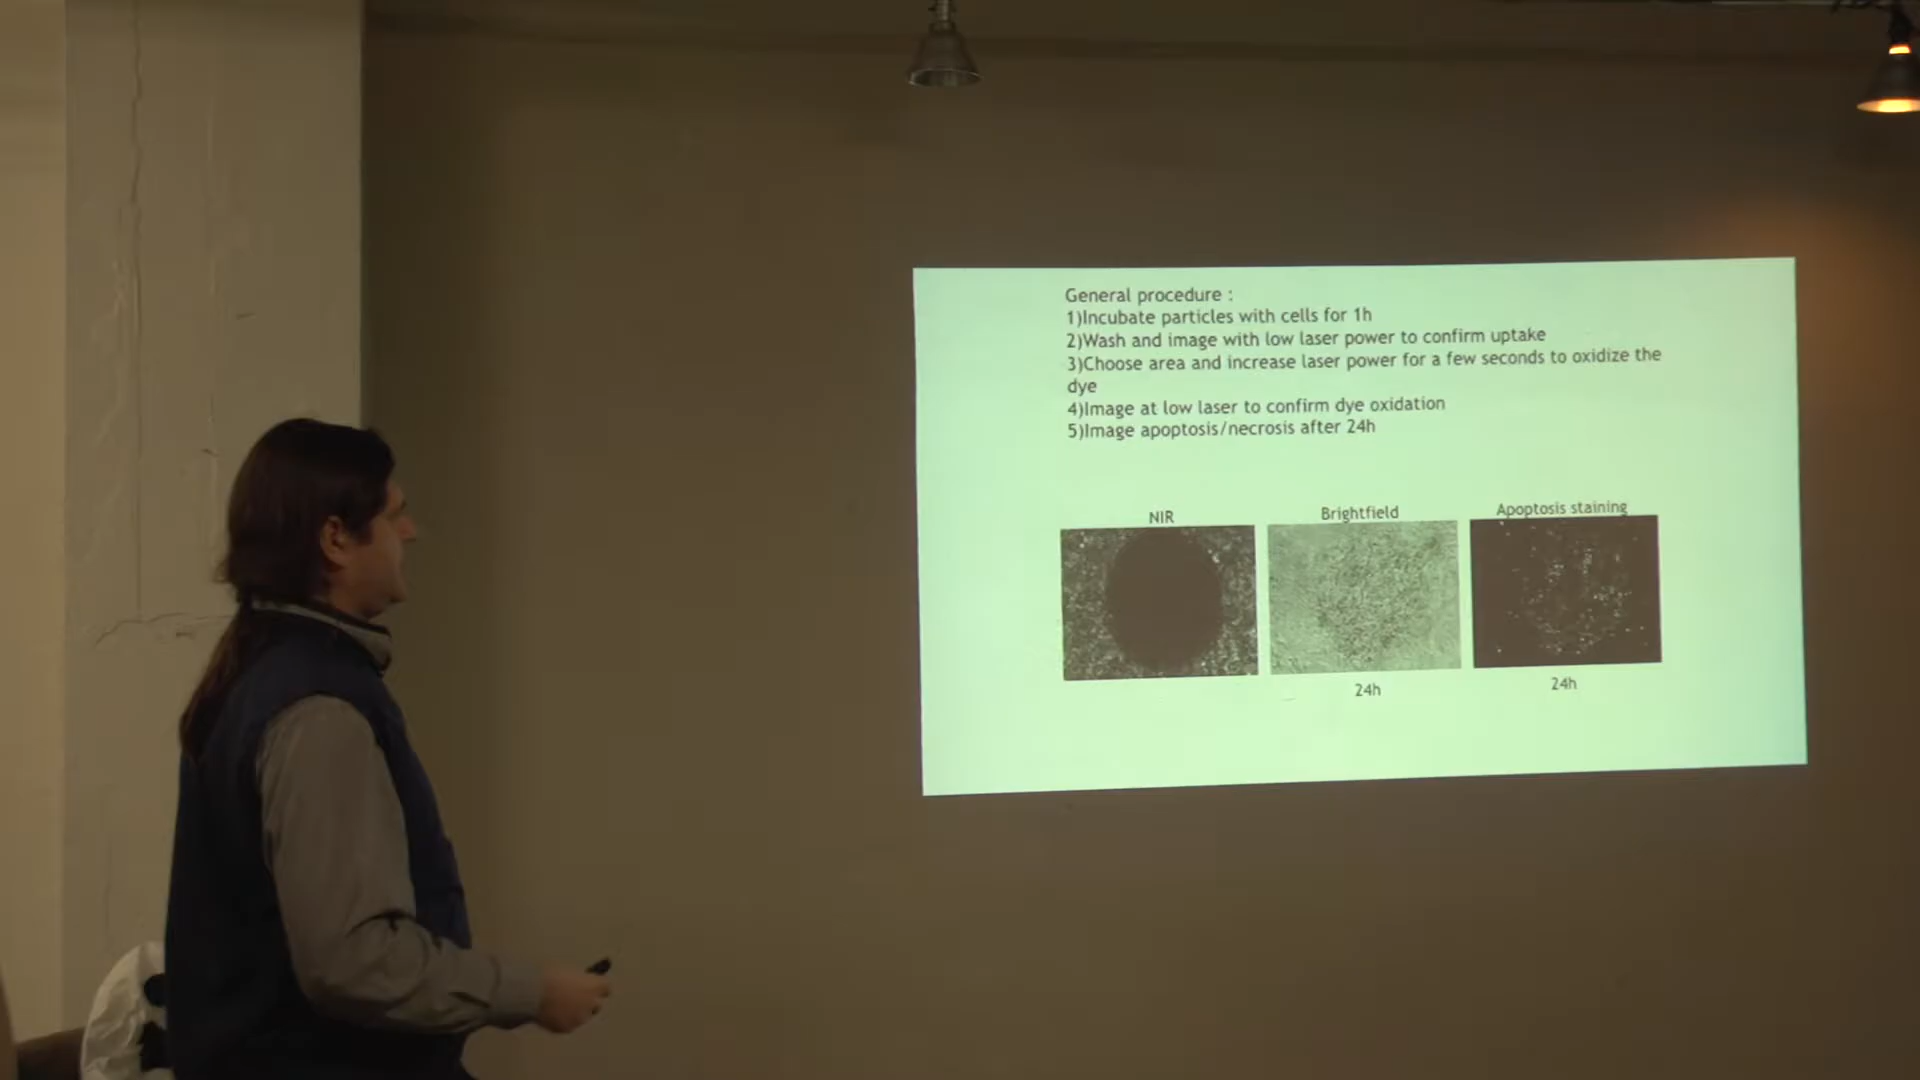 General procedure :
1)Incubate particles with cells for 1h
2)Wash and image with low laser power to confirm uptake
3)Choose area and increase laser power for a few seconds to oxidize the
dye
4)Image at low laser to confirm dye oxidation
5)Image apoptosis/necrosis after 24h
NIR
Brightfield
Apoptosis staining
24h
24h